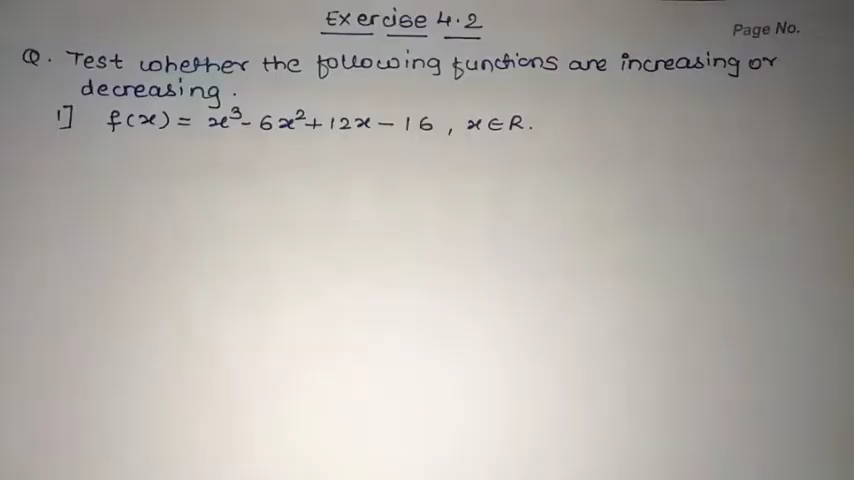 Exercise 4.2
Page No.
Q. Test whether the following functions are increasing or
decreasing.
1] f(x) = x³ - 6x² + 12x - 16 , x ∈ R.